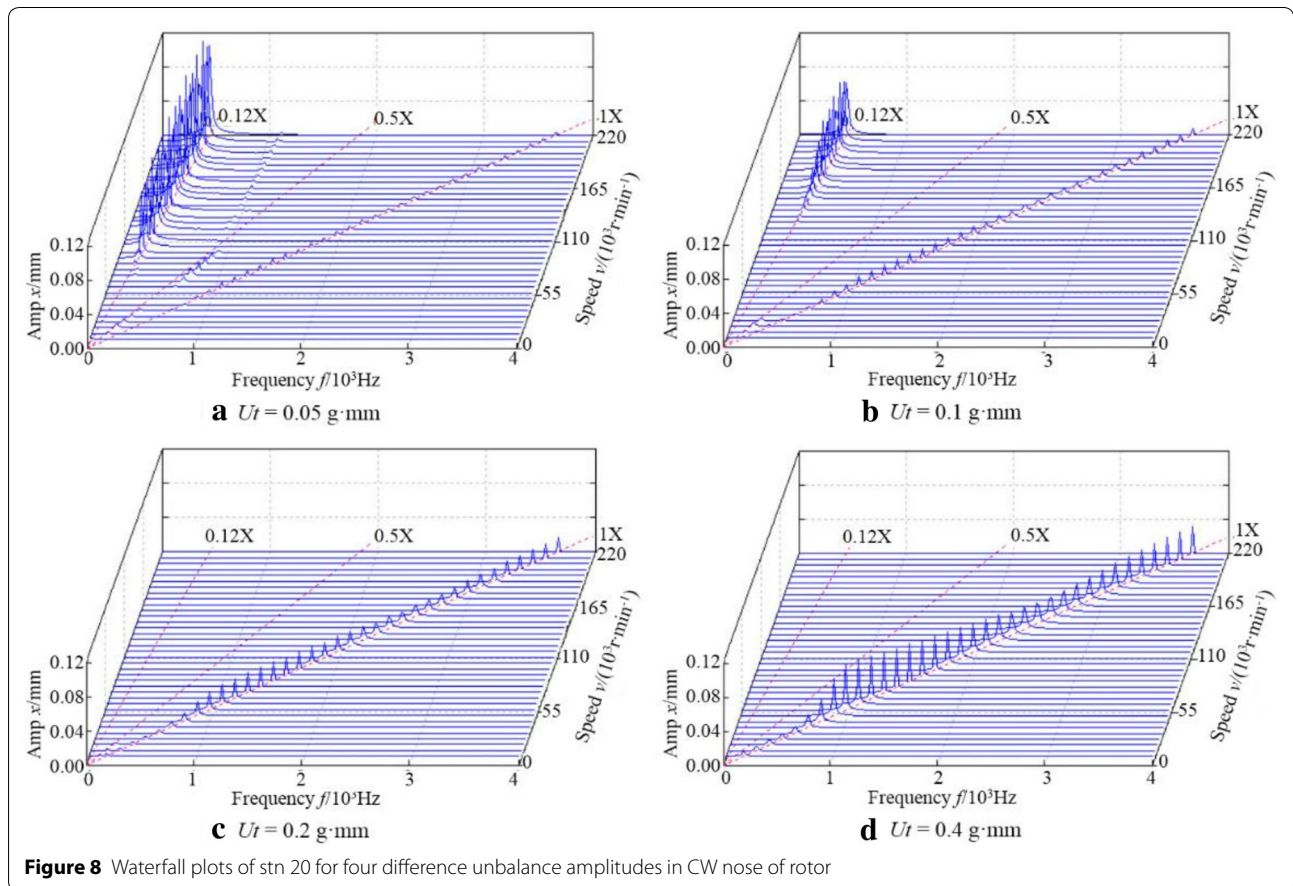 0.12X 0.5X 1X
220
165
110
55
0
Speed v/(10³r·min⁻¹)
0.12
0.08
0.04
0.00
Amp x/mm
0 1 2 3 4
Frequency f/10³Hz
a Ut = 0.05 g·mm
0.12X 0.5X 1X
220
165
110
55
0
Speed v/(10³r·min⁻¹)
0.12
0.08
0.04
0.00
Amp x/mm
0 1 2 3 4
Frequency f/10³Hz
b Ut = 0.1 g·mm
0.12X 0.5X 1X
220
165
110
55
0
Speed v/(10³r·min⁻¹)
0.12
0.08
0.04
0.00
Amp x/mm
0 1 2 3 4
Frequency f/10³Hz
c Ut = 0.2 g·mm
0.12X 0.5X 1X
220
165
110
55
0
Speed v/(10³r·min⁻¹)
0.12
0.08
0.04
0.00
Amp x/mm
0 1 2 3 4
Frequency f/10³Hz
d Ut = 0.4 g·mm
Figure 8 Waterfall plots of stn 20 for four difference unbalance amplitudes in CW nose of rotor